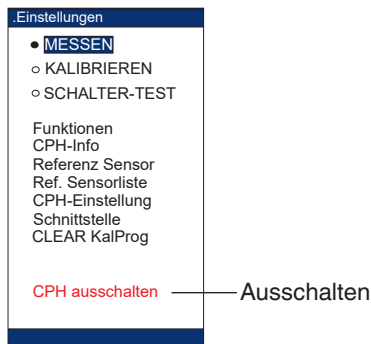 .Einstellungen
MESSEN
KALIBRIEREN
SCHALTER-TEST
Funktionen
CPH-Info
Referenz Sensor
Ref. Sensorliste
CPH-Einstellung
Schnittstelle
CLEAR KalProg
CPH ausschalten
Ausschalten